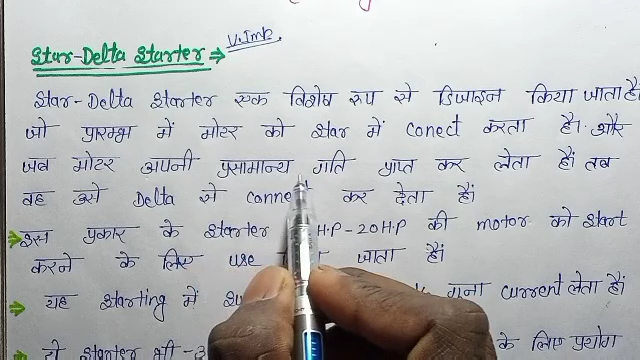 Star-Delta Starter ⇒ V.Imp.
Star-Delta Starter एक विशेष रूप से डिजाइन किया जाता है।
जो प्रारम्भ में मोटर को Star में Conect करता है। और
जब मोटर अपनी प्रसामान्य गति प्राप्त कर लेता हैं तब
वह उसे Delta से Connect कर देता हैं।
इस प्रकार के Starter H.P-20H.P की motor को start
करने के लिए use जाता हैं।
यह Starting में गुना Current लेता हैं।
Starter भी के लिए प्रयोग